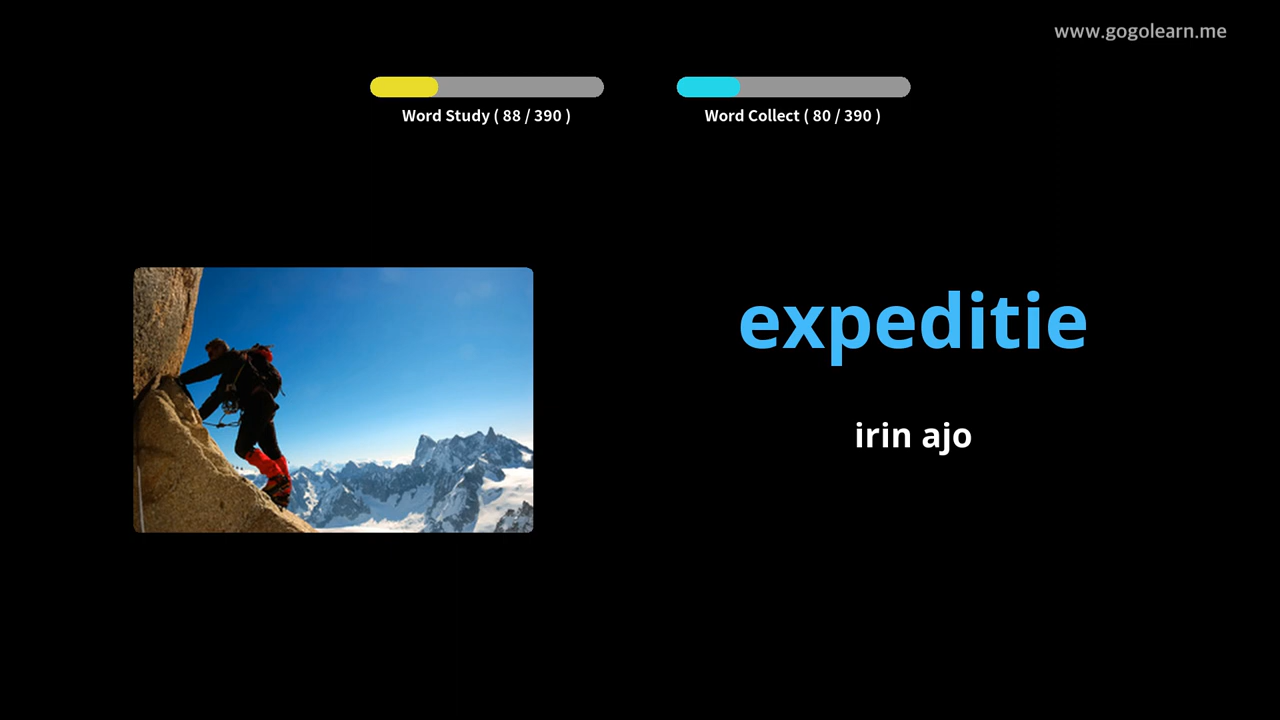 www.gogolearn.me
Word Study ( 88 / 390 )
Word Collect ( 80 / 390 )
expeditie
irin ajo